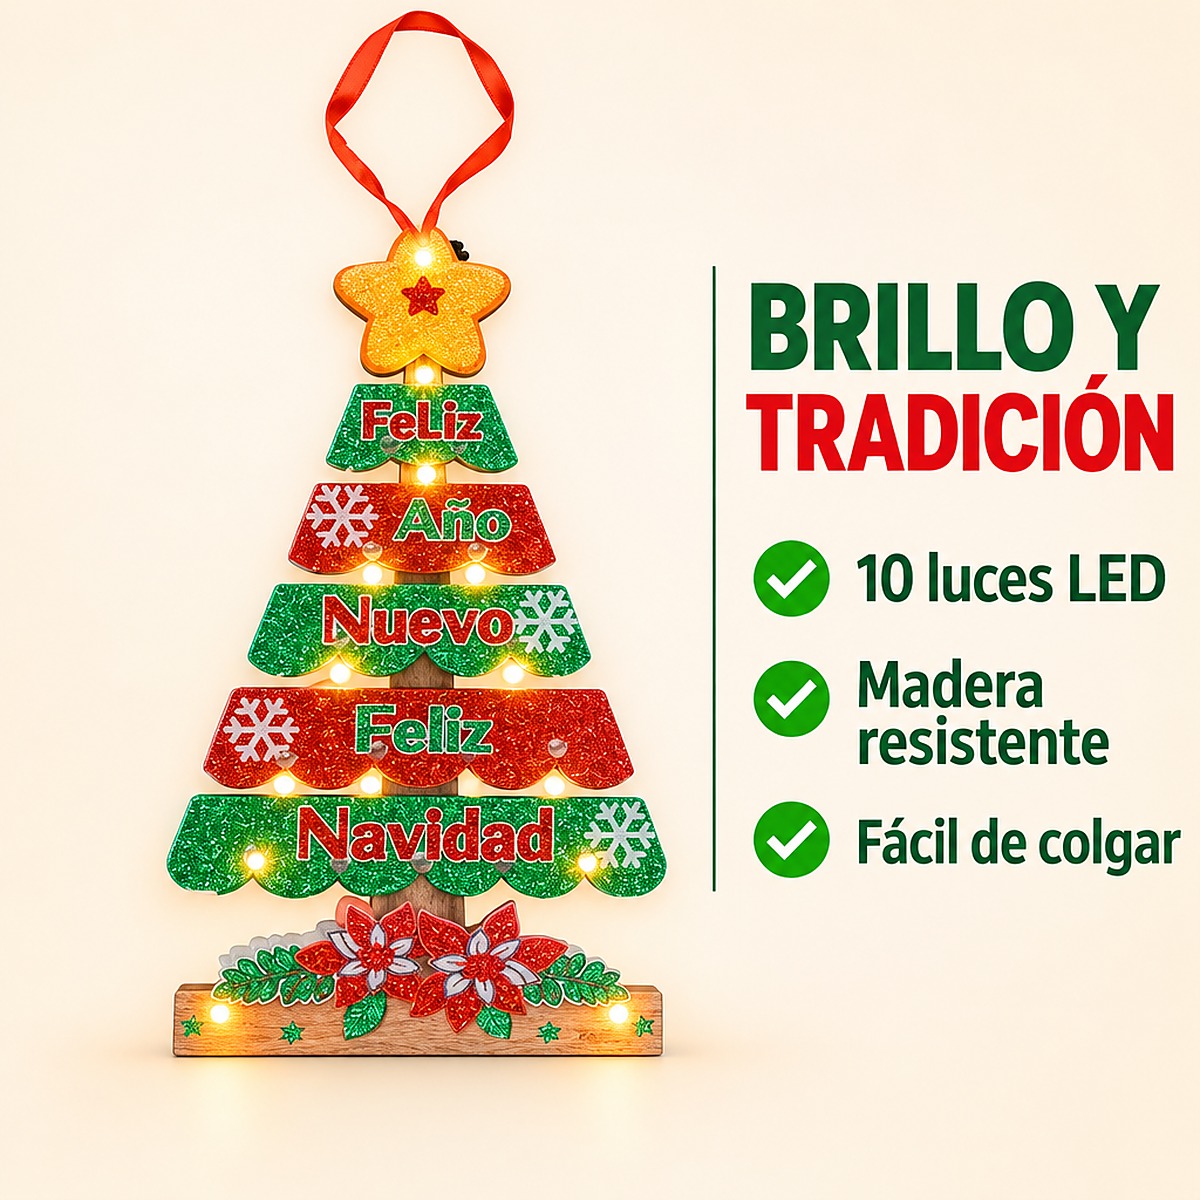 FeLiz
Año
Nuevo
Feliz
Navidad
BRILLO Y
TRADICIÓN
10 luces LED
Madera
resistente
Fácil de colgar